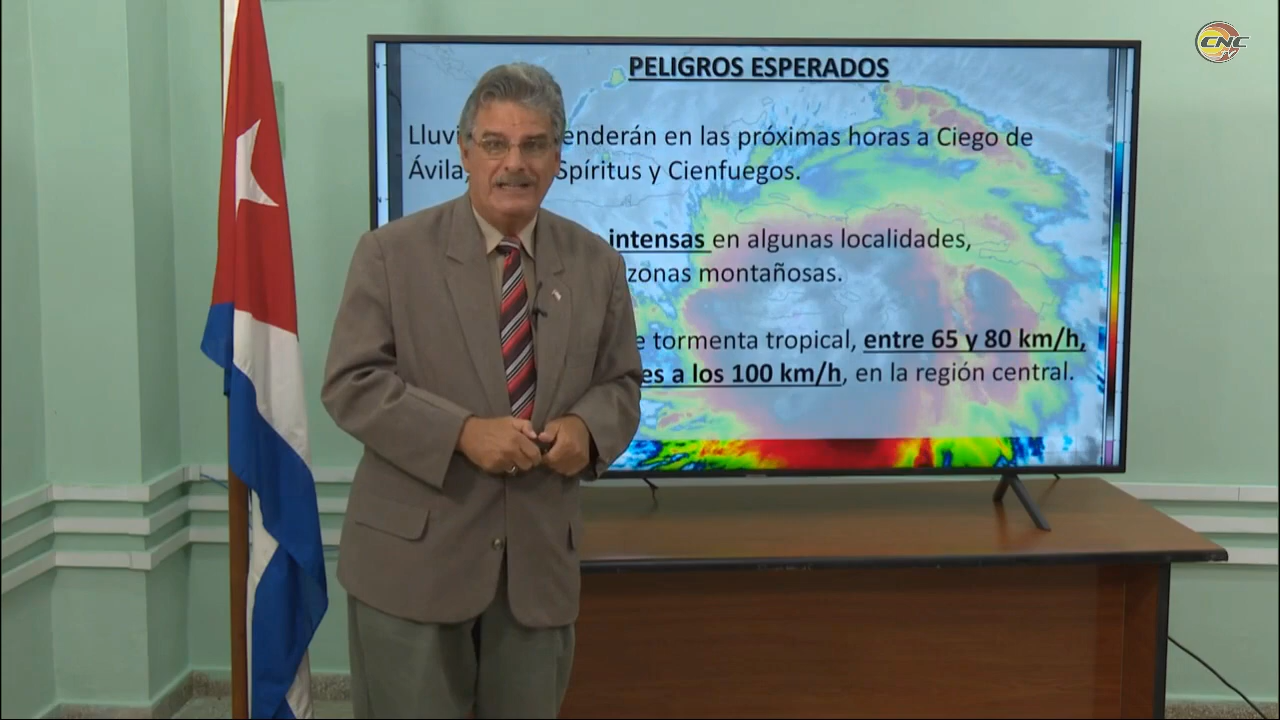 CNC
PELIGROS ESPERADOS
Lluvi enderán en las próximas horas a Ciego de
Ávila, Spíritus y Cienfuegos.
intensas en algunas localidades,
zonas montañosas.
e tormenta tropical, entre 65 y 80 km/h,
es a los 100 km/h, en la región central.